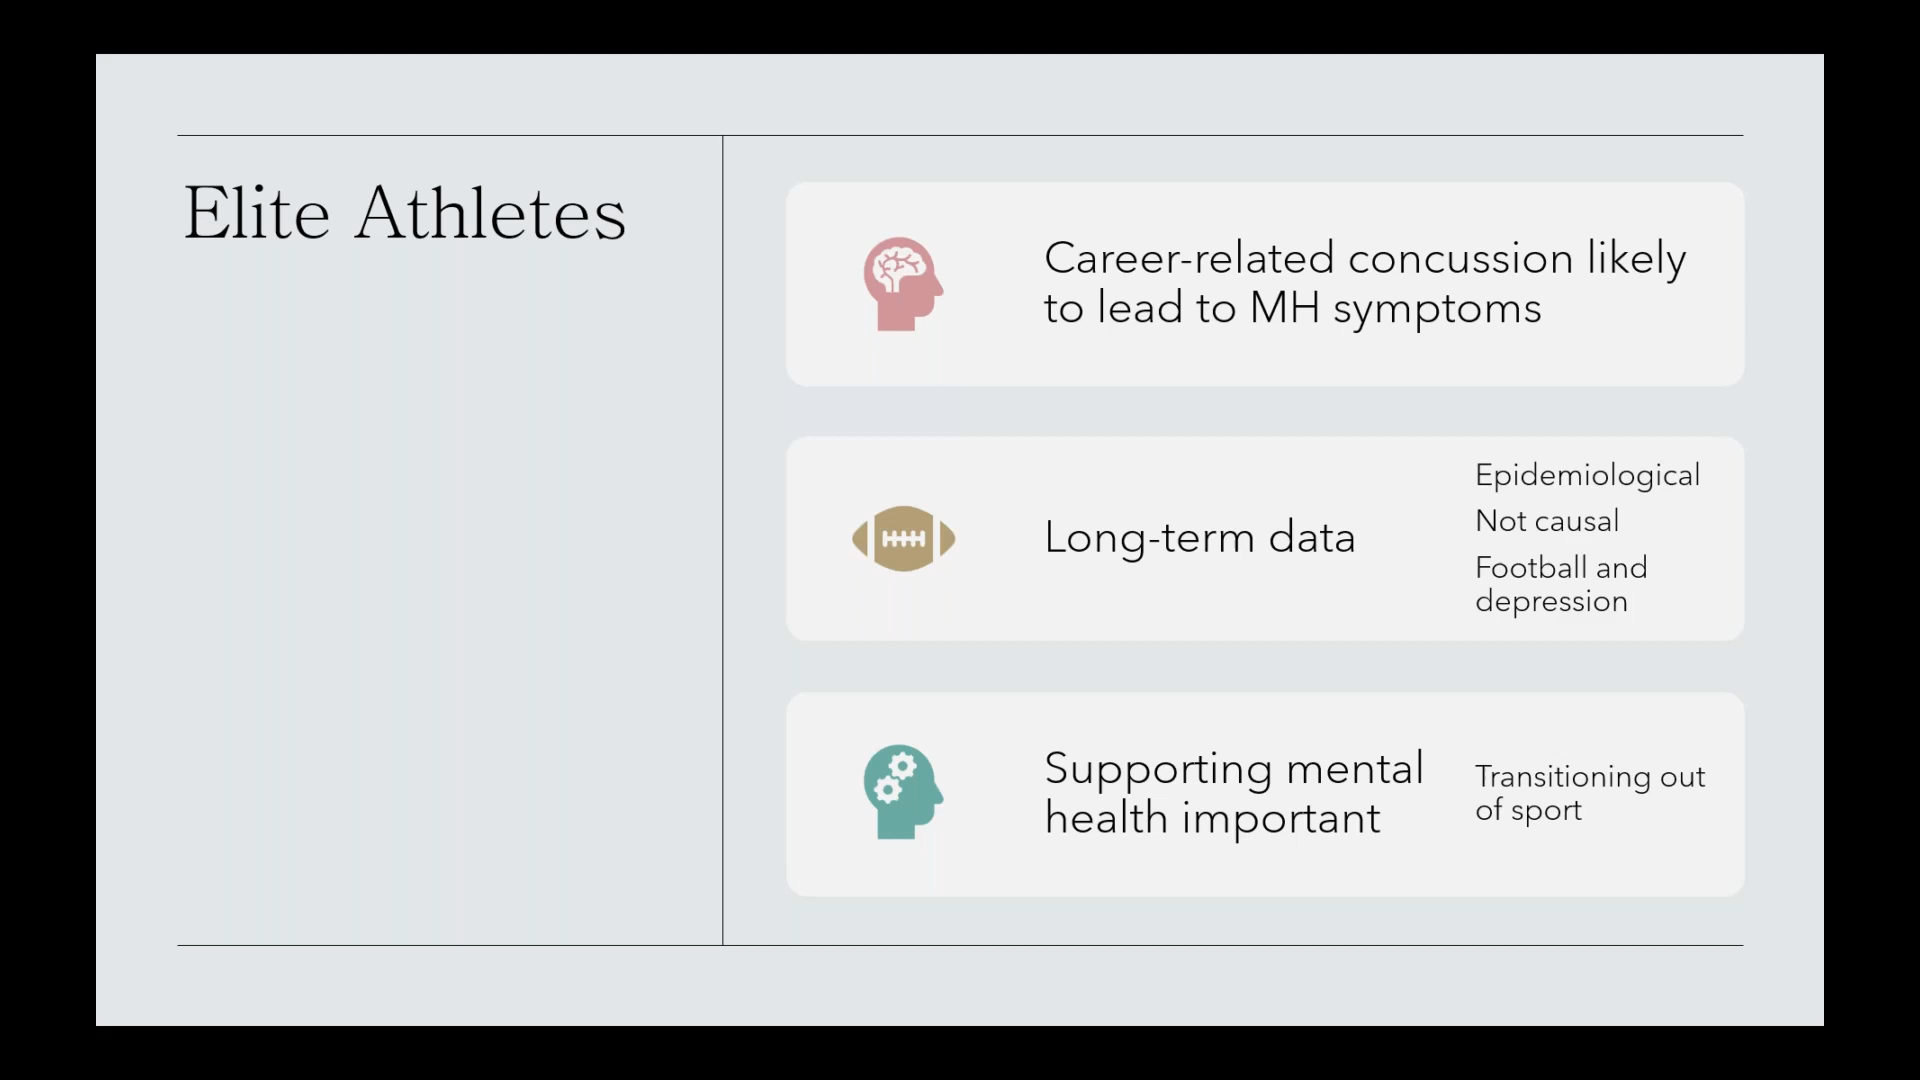 Elite Athletes
Career-related concussion likely
to lead to MH symptoms
Long-term data
Epidemiological
Not causal
Football and
depression
Supporting mental
health important
Transitioning out
of sport